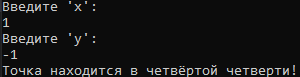 Введите 'x':
1
Введите 'y':
-1
Точка находится в четвёртой четверти!